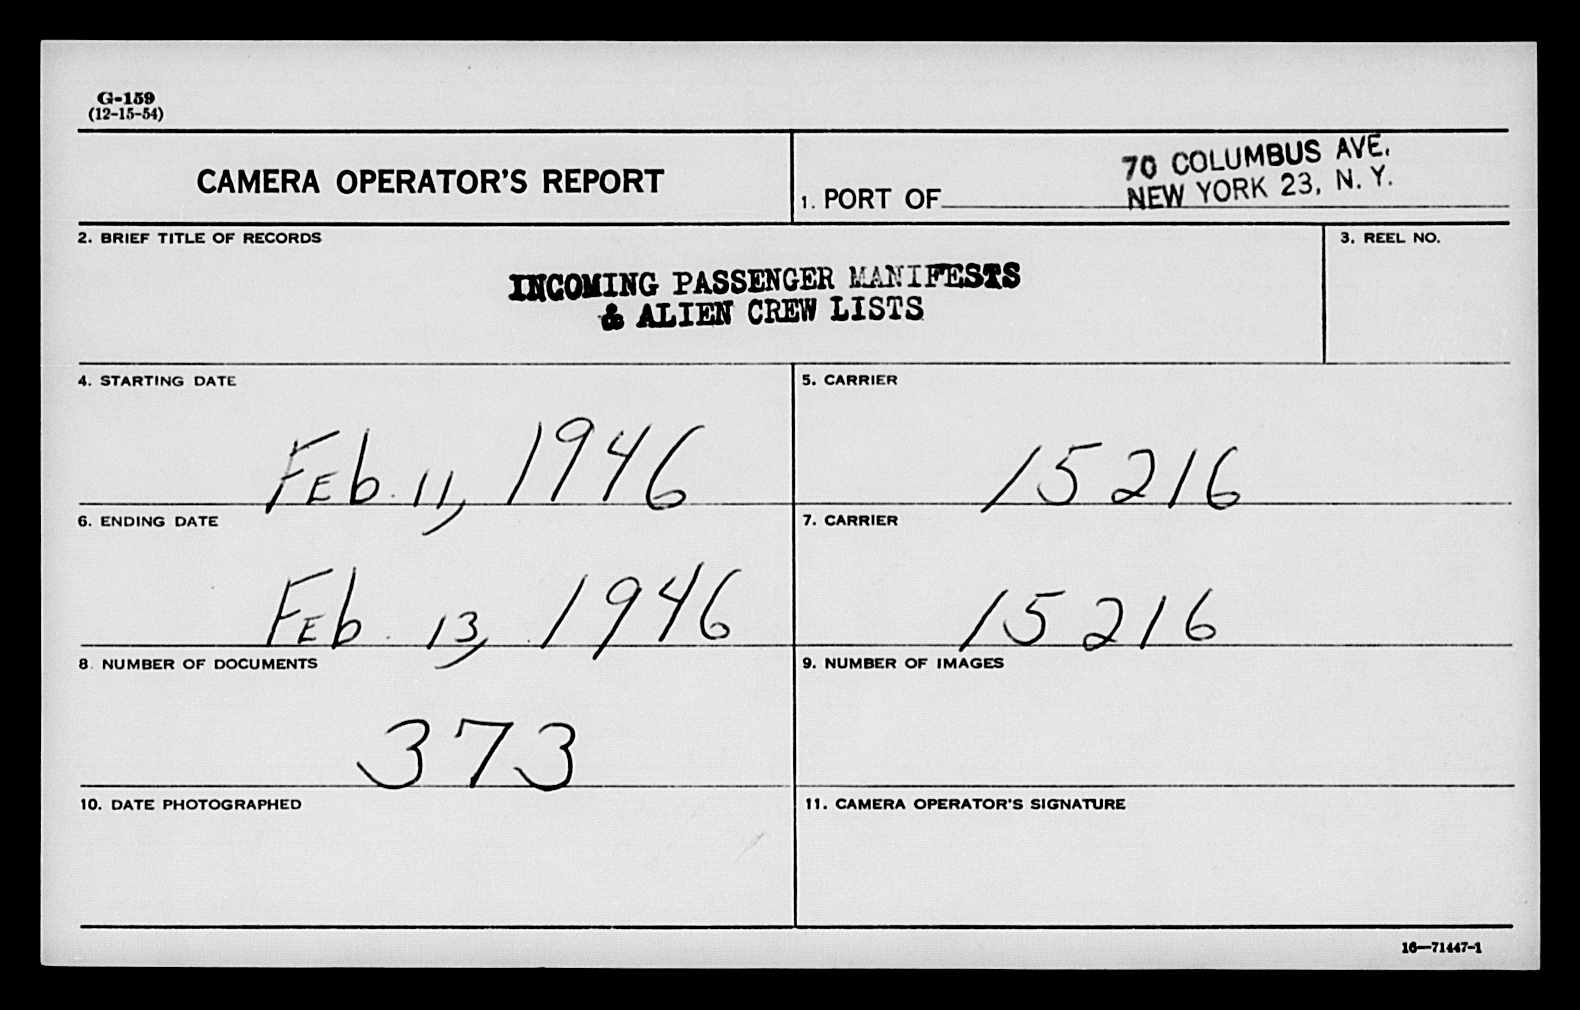 G-159
(12-15-54)
CAMERA OPERATOR'S REPORT
1. PORT OF
70 COLUMBUS AVE.
NEW YORK 23, N. Y.
2. BRIEF TITLE OF RECORDS
INCOMING PASSENGER MANIFESTS
& ALIEN CREW LISTS
3. REEL NO.
4. STARTING DATE
Feb. 11, 1946
5. CARRIER
15216
6. ENDING DATE
Feb. 13, 1946
7. CARRIER
15216
8. NUMBER OF DOCUMENTS
373
9. NUMBER OF IMAGES
10. DATE PHOTOGRAPHED
11. CAMERA OPERATOR'S SIGNATURE
16—71447-1